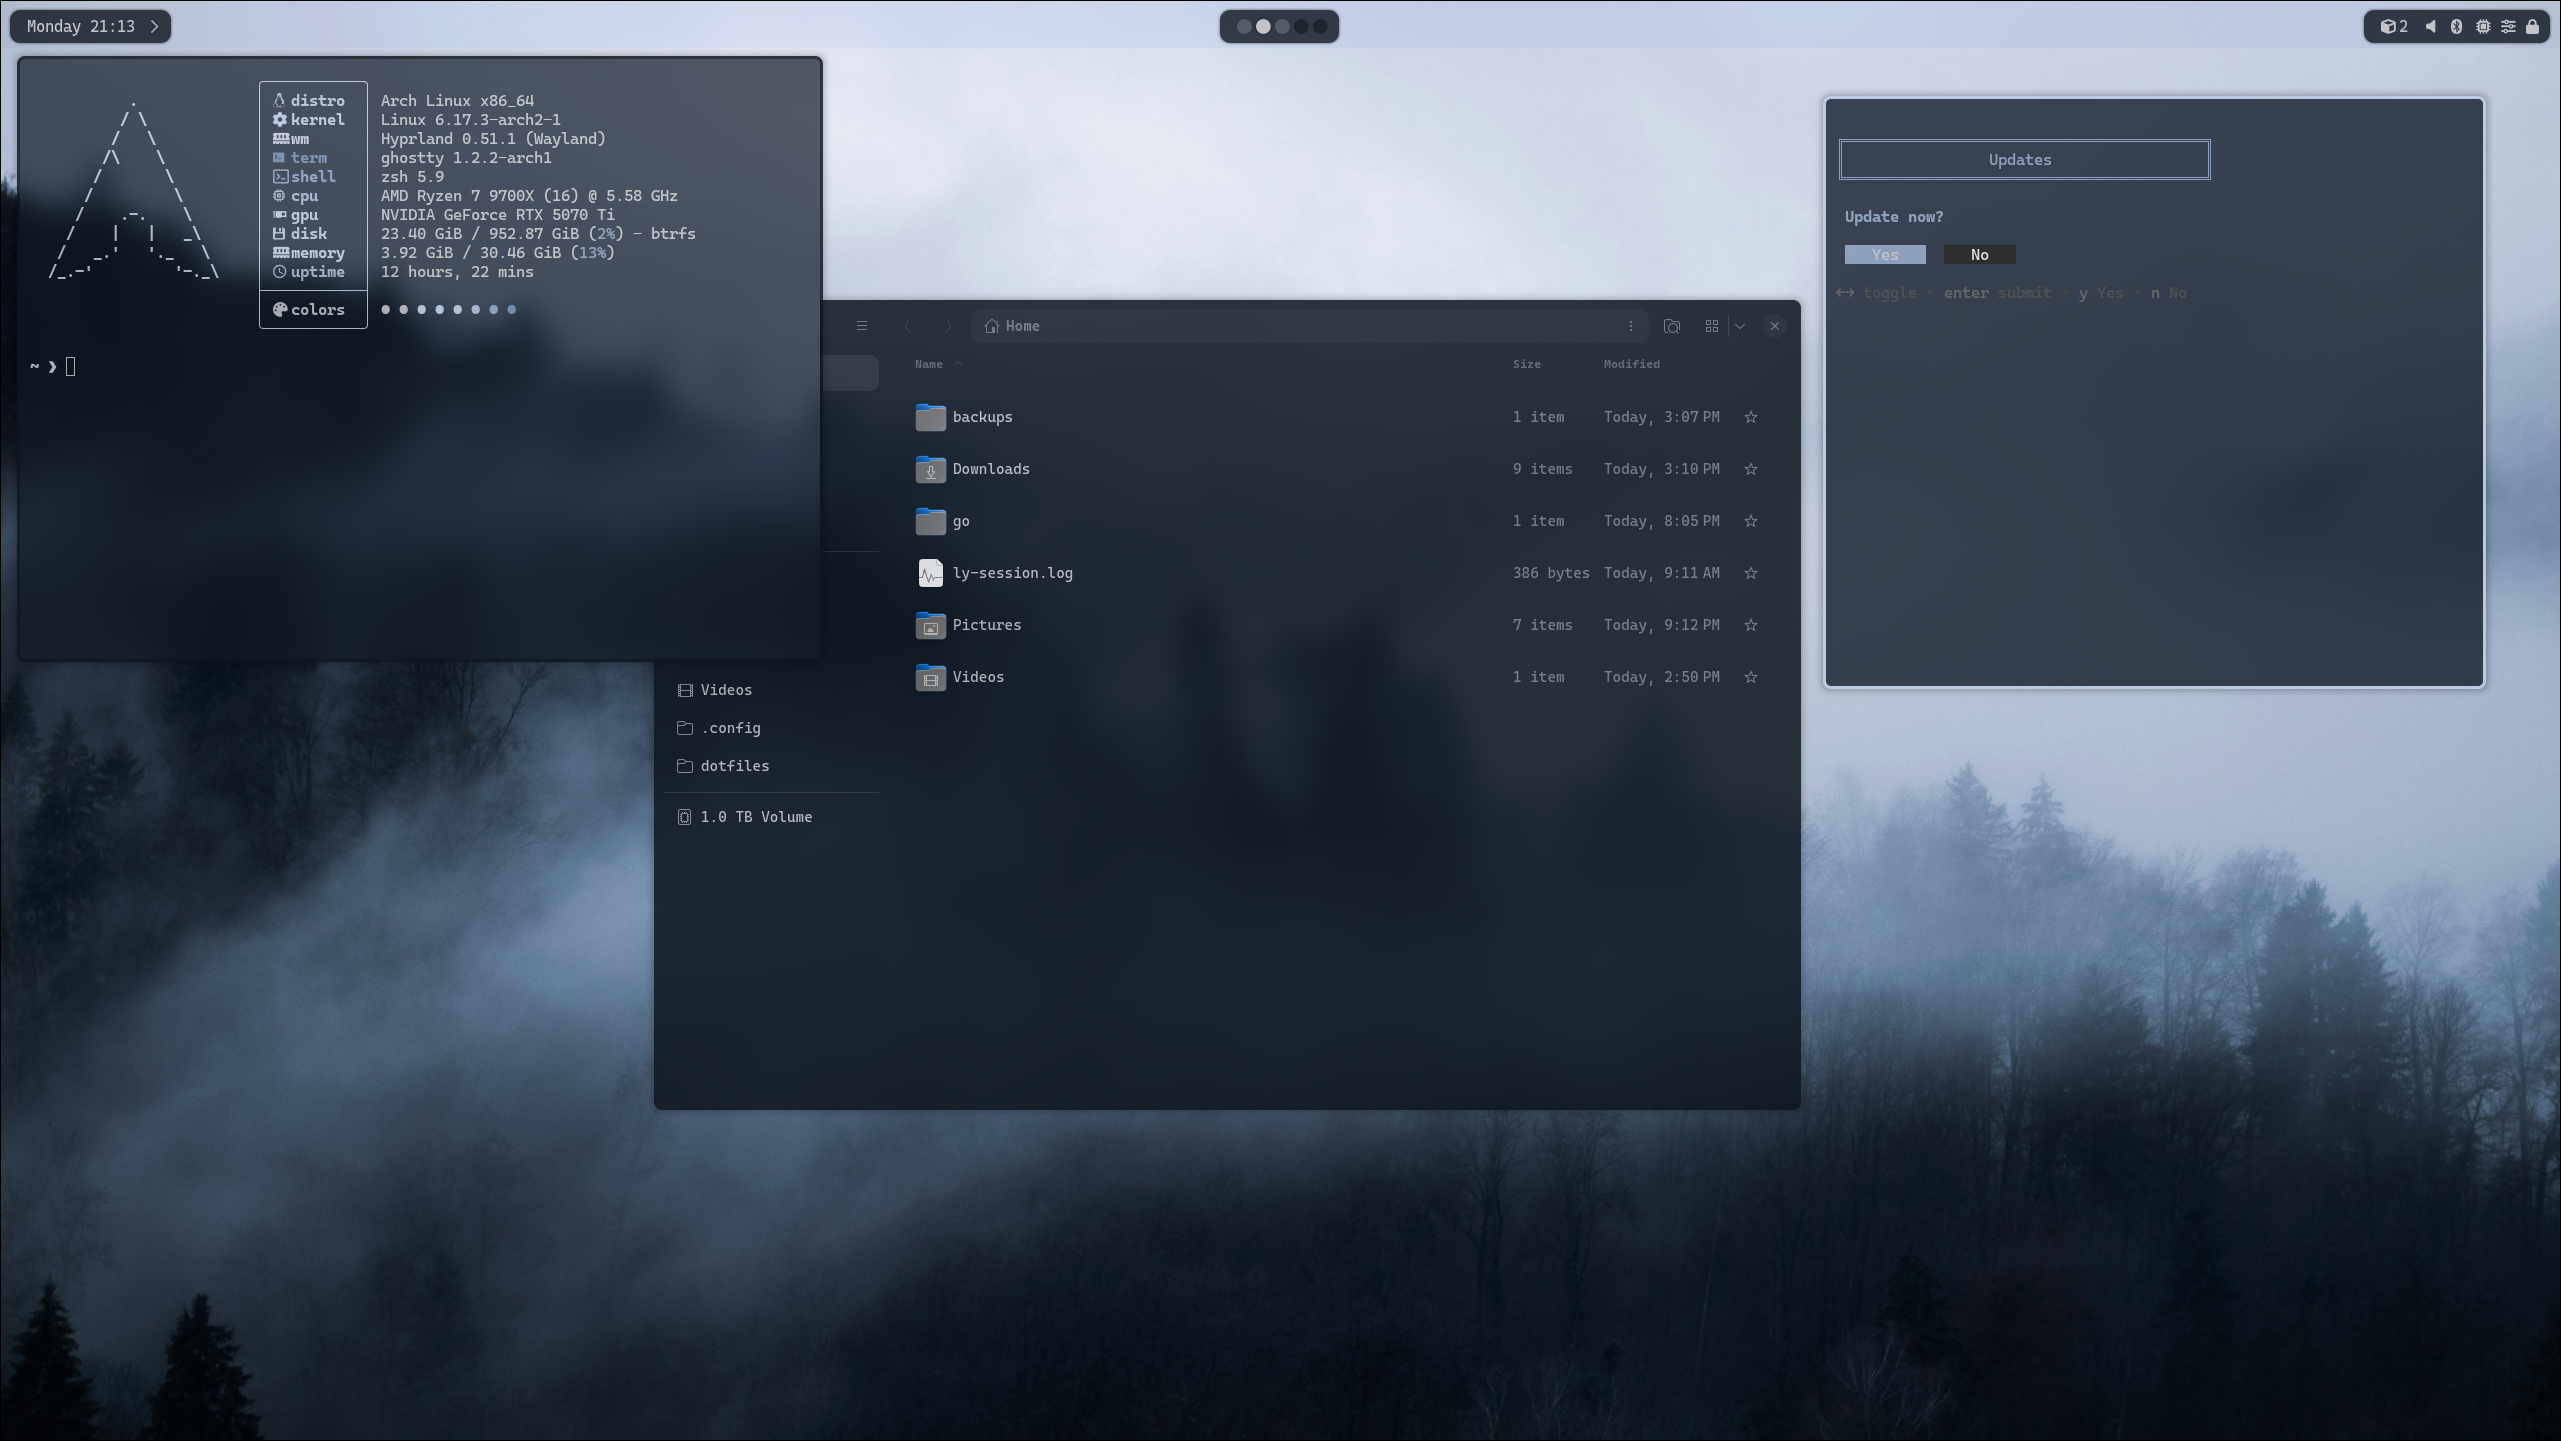 Monday 21:13
2
distro Arch Linux x86_64
kernel Linux 6.17.3-arch2-1
wm Hyprland 0.51.1 (Wayland)
term ghostty 1.2.2-arch1
shell zsh 5.9
cpu AMD Ryzen 7 9700X (16) @ 5.58 GHz
gpu NVIDIA GeForce RTX 5070 Ti
disk 23.40 GiB / 952.87 GiB (2%) - btrfs
memory 3.92 GiB / 30.46 GiB (13%)
uptime 12 hours, 22 mins
colors
~ ❯
Home
Name Size Modified
backups 1 item Today, 3:07 PM
Downloads 9 items Today, 3:10 PM
go 1 item Today, 8:05 PM
ly-session.log 386 bytes Today, 9:11 AM
Pictures 7 items Today, 9:12 PM
Videos 1 item Today, 2:50 PM
Videos
.config
dotfiles
1.0 TB Volume
Updates
Update now?
Yes No
↔ toggle • enter submit • y Yes • n No